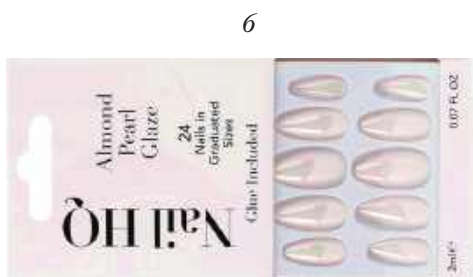 6
Nail HQ
Almond
Pearl
Glaze
24
Nails in
Graduated
Sizes
Glue Included
2ml℮
0.07 FL OZ